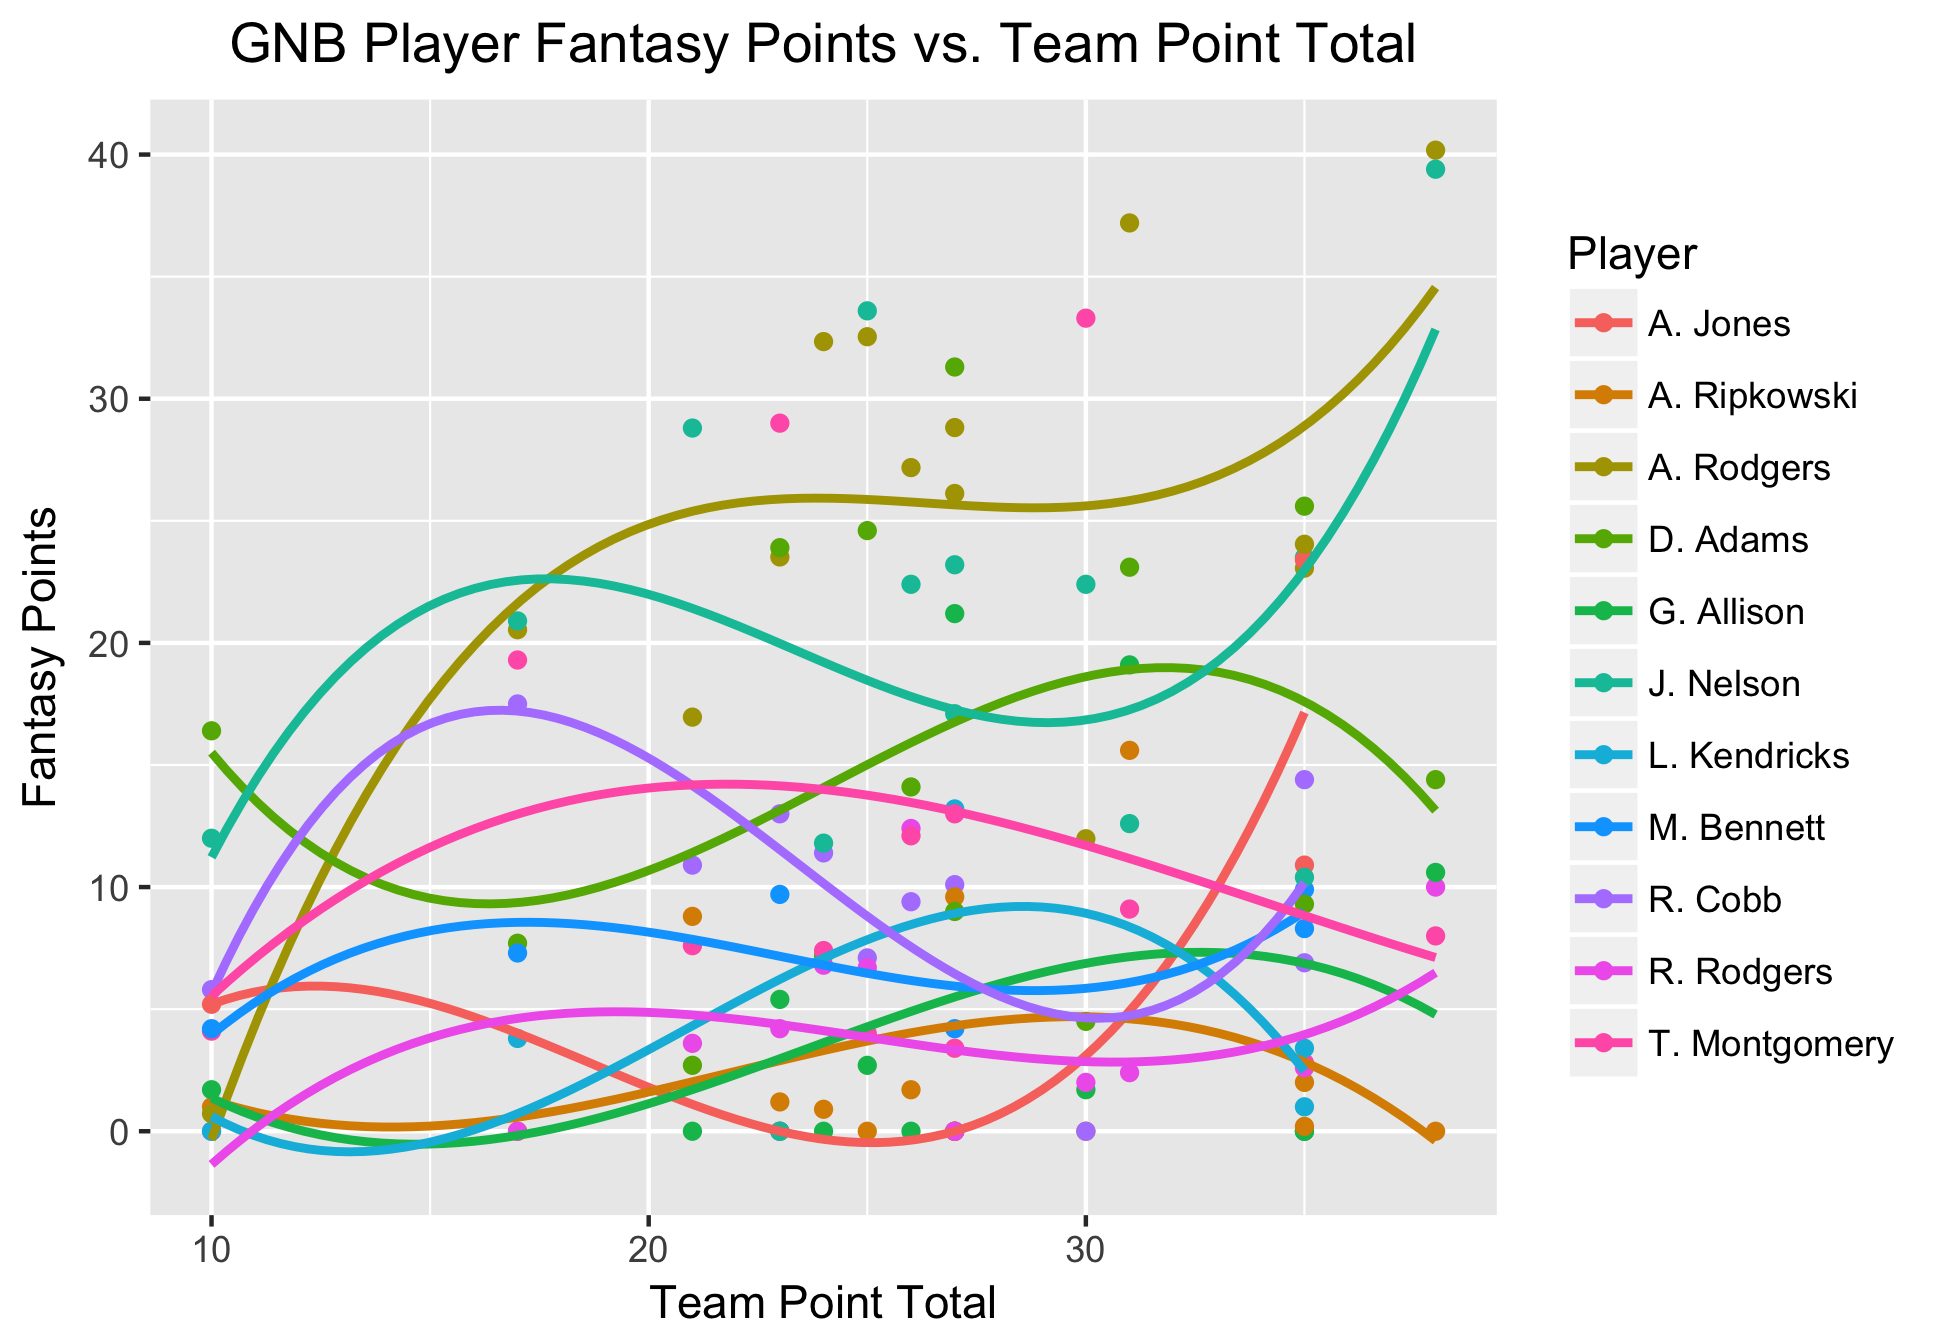 GNB Player Fantasy Points vs. Team Point Total
Fantasy Points
40
30
20
10
0
10 20 30
Team Point Total
Player
A. Jones
A. Ripkowski
A. Rodgers
D. Adams
G. Allison
J. Nelson
L. Kendricks
M. Bennett
R. Cobb
R. Rodgers
T. Montgomery